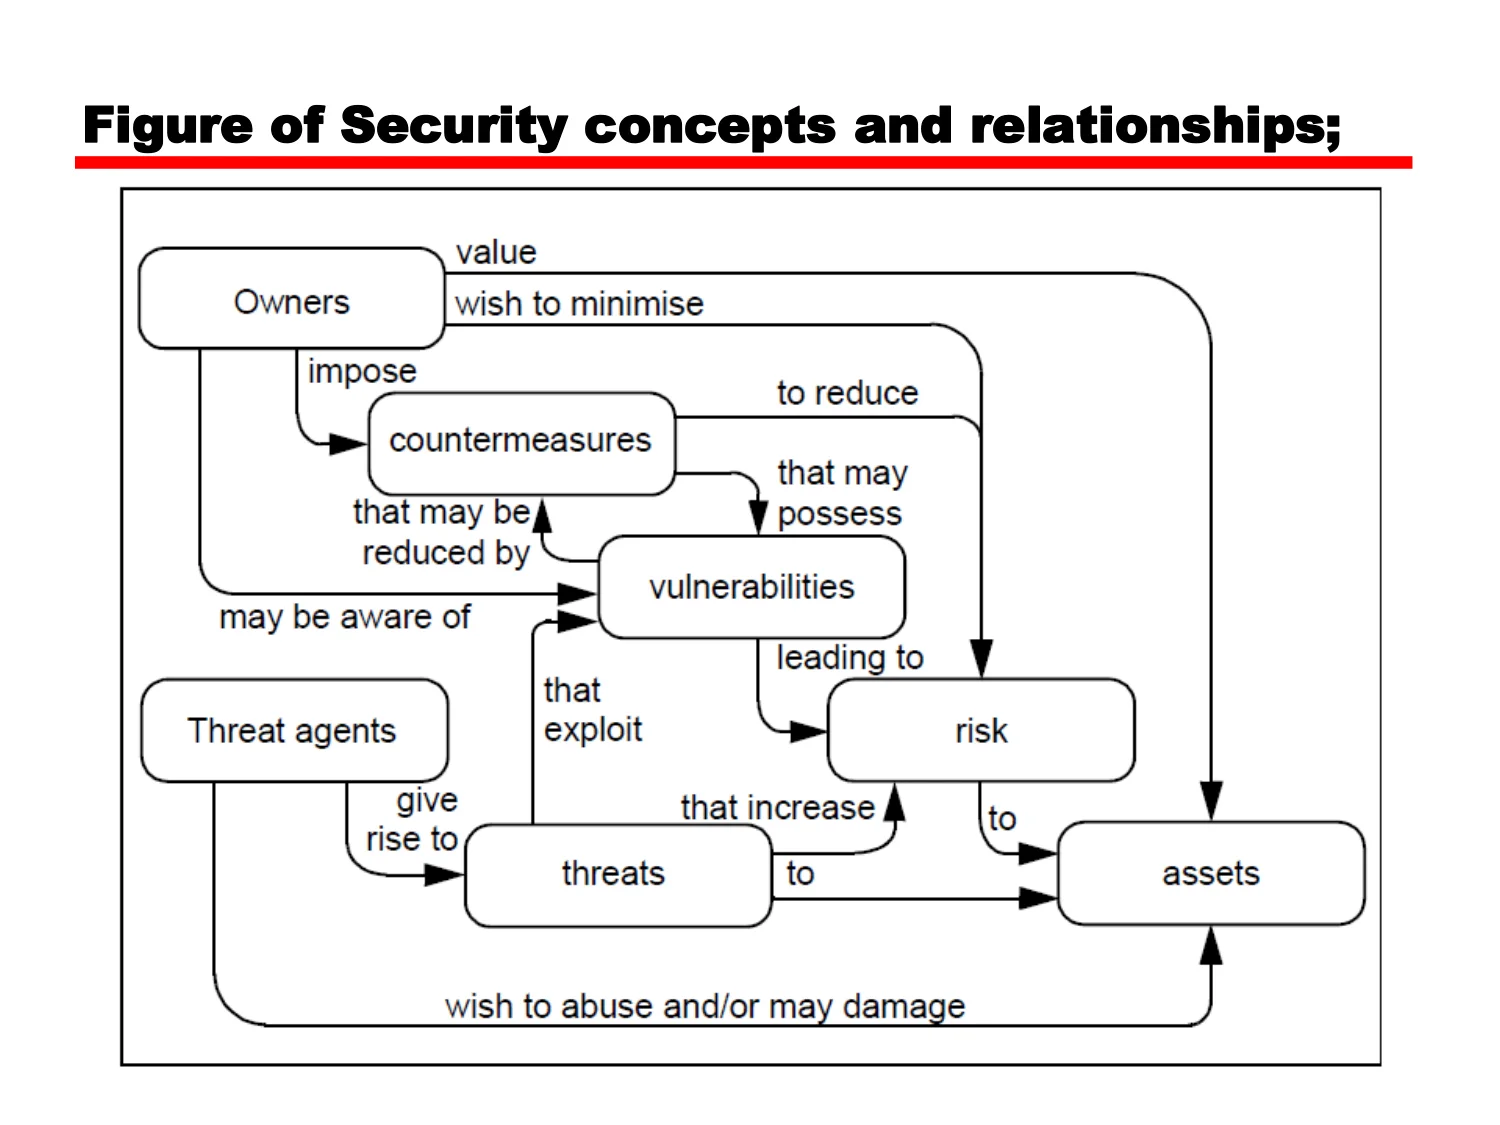 Figure of Security concepts and relationships;
value
Owners
wish to minimise
impose
to reduce
countermeasures
that may
possess
that may be
reduced by
vulnerabilities
may be aware of
leading to
that
exploit
Threat agents
risk
give
rise to
that increase
to
threats
to
assets
wish to abuse and/or may damage